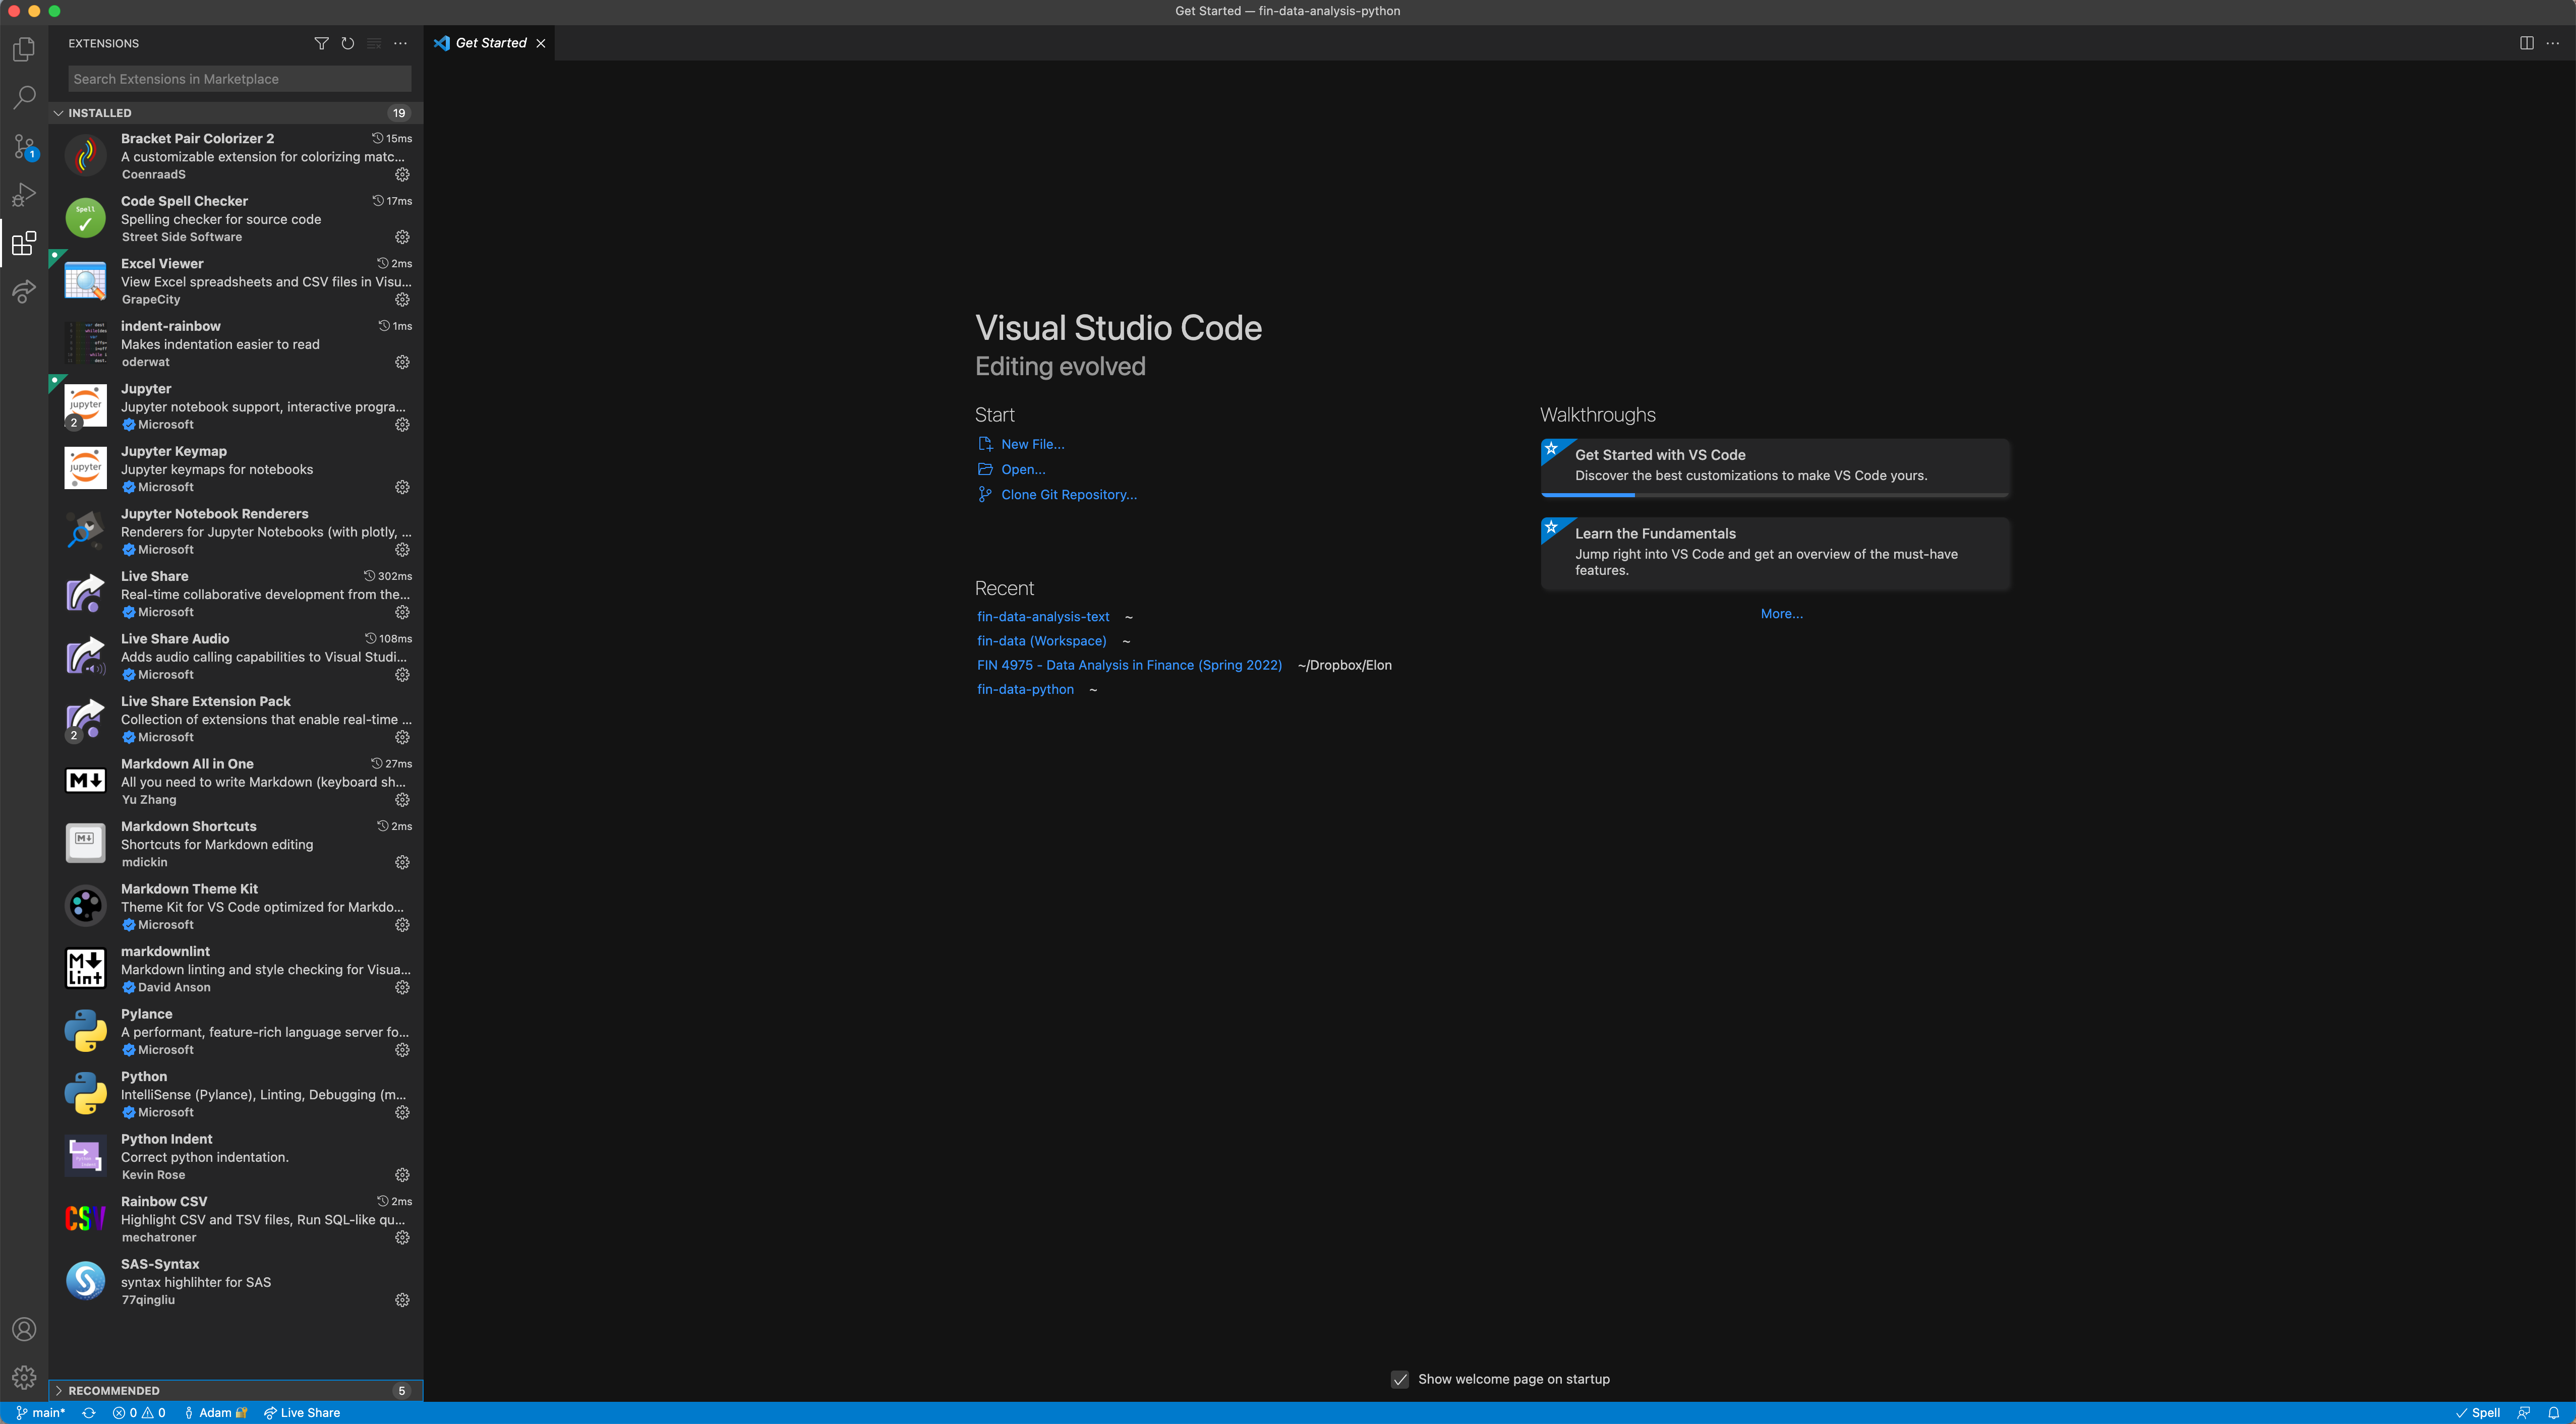 Get Started — fin-data-analysis-python
EXTENSIONS
Search Extensions in Marketplace
INSTALLED 19
Bracket Pair Colorizer 2 15ms
A customizable extension for colorizing matc...
CoenraadS
Spell
Code Spell Checker 17ms
Spelling checker for source code
Street Side Software
Excel Viewer 2ms
View Excel spreadsheets and CSV files in Visu...
GrapeCity
indent-rainbow 1ms
Makes indentation easier to read
oderwat
Jupyter
jupyter
Jupyter notebook support, interactive progra...
2
Microsoft
Jupyter Keymap
jupyter
Jupyter keymaps for notebooks
Microsoft
Jupyter Notebook Renderers
Renderers for Jupyter Notebooks (with plotly, ...
Microsoft
Live Share 302ms
Real-time collaborative development from the...
Microsoft
Live Share Audio 108ms
Adds audio calling capabilities to Visual Studi...
Microsoft
Live Share Extension Pack
Collection of extensions that enable real-time ...
2
Microsoft
Markdown All in One 27ms
All you need to write Markdown (keyboard sh...
Yu Zhang
Markdown Shortcuts 2ms
Shortcuts for Markdown editing
mdickin
Markdown Theme Kit
Theme Kit for VS Code optimized for Markdo...
Microsoft
markdownlint
Markdown linting and style checking for Visua...
Lint
David Anson
Pylance
A performant, feature-rich language server fo...
Microsoft
Python
IntelliSense (Pylance), Linting, Debugging (m...
Microsoft
Python Indent
Correct python indentation.
Kevin Rose
Rainbow CSV 2ms
CSV
Highlight CSV and TSV files, Run SQL-like qu...
mechatroner
SAS-Syntax
syntax highlihter for SAS
77qingliu
RECOMMENDED 5
1
Get Started
Visual Studio Code
Editing evolved
Start
New File...
Open...
Clone Git Repository...
Recent
fin-data-analysis-text ~
fin-data (Workspace) ~
FIN 4975 - Data Analysis in Finance (Spring 2022) ~/Dropbox/Elon
fin-data-python ~
Walkthroughs
Get Started with VS Code
Discover the best customizations to make VS Code yours.
Learn the Fundamentals
Jump right into VS Code and get an overview of the must-have
features.
More...
Show welcome page on startup
main* 0 0 Adam Live Share Spell